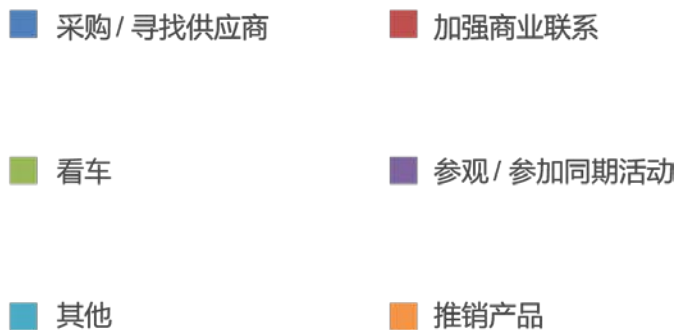 采购 / 寻找供应商
加强商业联系
看车
参观 / 参加同期活动
其他
推销产品